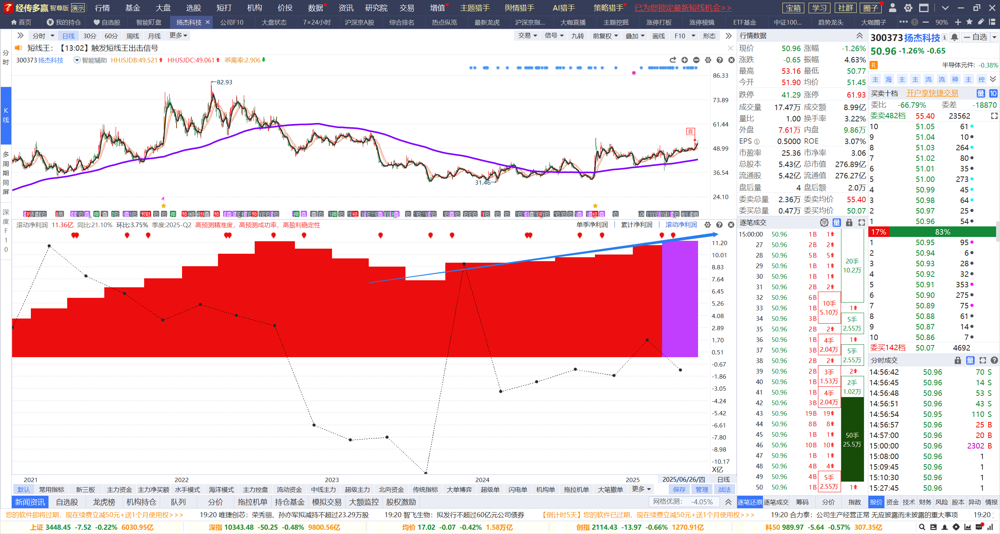 经传多赢 智尊版 演示 行情 基金 大盘 选股 短打 机构 价投 数据 资讯 研究院 交易 增值 主题猎手 舆情猎手 AI猎手 策略猎手 已为您锁定最新短线机会>> 宝箱 学习 社群 圈子
首页 我的持仓 自选股 智能盯盘 扬杰科技 公司F10 大盘状态 7×24小时 沪深京A股 综合排名 热点纵览 最新龙虎 沪深京指... 大咖直播 主题挖掘 涨停打板 涨停棱镜 ETF基金 中证100... 趋势龙头 大咖圈子 90%
分时 日线 30分 60分 周线 月线 更多 交易 信号 九转 前复权 叠加 画线 F10 形态
短线王：【13:02】触发短线王出击信号
300373 扬杰科技 智能辅助 HHJSJDB:49.521 HHJSJDC:49.061 乖离率:2.906
分时
K线
多周期同屏
深度F10
82.93
31.46
自
86.33
73.89
61.44
48.99
36.54
24.10
滚动净利润 11.36亿 同比:21.10% 环比:3.75% 季度:2025-Q2 高预测精准度，高预测成功率，高盈利稳定性 单季净利润 累计净利润 滚动净利润
11.20
10.01
8.83
7.64
6.45
5.26
4.08
2.89
1.70
0.51
-0.67
-1.86
-3.05
-4.24
-5.42
-6.61
-7.80
-8.98
-10.17
X亿
2021 2022 2023 2024 2025 2025/06/26/四 日线
默认 常用指标 新三板 主力资金 主力净买额 水手模式 海洋模式 主力控盘 流动资金 中线主力 超级主力 北向资金 传统指标 大单博弈 超级单 闪电单 机构单 拖拉机单 大笔撤单 更多 保存 管理 战法
新闻资讯 自选股 龙虎榜 机构持仓 队列 分价 拖拉机单 持仓基金 模拟交易 大额监控 股权激励 网格优测： -4.05%
行情数据
现价 50.96 涨幅 -1.26%
涨跌 -0.65 振幅 4.63%
最高 53.16 最低 50.77
今开 51.90 均价 51.45
跌停 41.29 涨停 61.93
成交量 17.47万 成交额 8.99亿
量比 1.00 换手率 3.22%
外盘 7.61万 内盘 9.86万
EPS ① 0.5000 ROE 3.07%
市盈率 25.36 市净率 3.06
总股本 5.43亿 总市值 276.89亿
流通股 5.42亿 流通值 276.27亿
盘后量 4 盘后额 2.0万
委卖总量 2.36万 委卖均价 55.40
委买总量 0.47万 委买均价 50.07
逐笔成交 单 量
15:00:00 50.96 1B 1
27 50.96 2B 2
28 50.96 5B 5
29 50.96 1B 1
30 50.96 1B 1
31 50.96 2B 2
32 50.96 6B
33 50.96 1B 1
34 50.96 3B
35 50.96 2B 2
36 50.96 1B 1
37 50.96 3B
38 50.96 2B 2
39 50.96 2B 2
40 50.96 1B
41 50.96 1B
42 50.96 3B
43 50.96 19B 19
44 50.96 8B 8
45 50.96 1B 1
46 50.96 10B 10
47 50.96 1B 1
48 50.96 4B 4
49 50.96 4B
50 50.96 1B 1
20手
10.2万
10手
5.10万
5手
2.55万
4手
2.04万
5手
2.55万
3手
1.53万
2手
1.02万
4手
2.04万
50手
25.5万
5手
2.55万
逐笔还原 逐笔成交 筹码 分价 指数
300373 扬杰科技 自选
50.96 -1.26% -0.65
R 半导体元件: -0.38%
主 海 主 主 流 流 神 主 控
买卖十档 开户享快捷交易 量 10
委比 -66.79% 委差 -18870
委卖482档 55.40 23562
10 51.05 61
9 51.04 10
8 51.03 264
7 51.02 80
6 51.01 35
5 51.00 273
4 50.99 45
3 50.98 64
2 50.97 25
1 50.96 54
17% 83%
1 50.95 95
2 50.94 6
3 50.93 28
4 50.92 32
5 50.91 353
6 50.90 275
7 50.89 75
8 50.88 61
9 50.87 14
10 50.86 7
委买142档 50.07 4692
分时成交 量
14:56:42 50.96 70 S
14:56:45 50.96 14 S
14:56:48 50.96 53 S
14:56:51 50.96 43 S
14:56:54 50.95 110 S
14:56:57 50.96 25 B
14:57:00 50.96 20 B
15:00:00 50.96 2302 B
15:08:00 50.96 1
15:09:45 50.96 1
15:10:30 50.96 1
15:27:45 50.96 1
报价 资金 技术 财务 风险 股本 异动 情报
您的软件即将过期，现在续费立减50元+送1个月使用权>>> 19:20 唯捷创芯：荣秀丽、孙亦军拟减持不超过23.29万股 19:20 智飞生物：拟发行不超过60亿元公司债券 【倒计时5天】您的软件已过期，现在续费立减50元+送1个月使用权>>> 19:20 合力泰：公司生产经营正常 无应披露而未披露的重大事项 19:20
上证 3448.45 -7.52 -0.22% 6030.95亿 深指 10343.48 -50.25 -0.48% 9800.56亿 均价 17.02 -0.07 -0.42% 1.58万亿 创指 2114.43 -13.97 -0.66% 1270.91亿 科50 989.97 -5.64 -0.57% 307.35亿